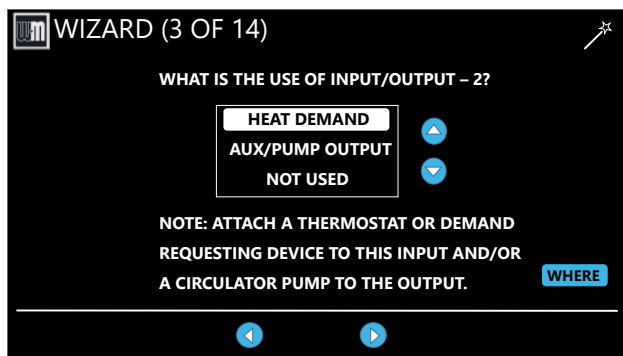 wm WIZARD (3 OF 14)
WHAT IS THE USE OF INPUT/OUTPUT – 2?
HEAT DEMAND
AUX/PUMP OUTPUT
NOT USED
NOTE: ATTACH A THERMOSTAT OR DEMAND
REQUESTING DEVICE TO THIS INPUT AND/OR
A CIRCULATOR PUMP TO THE OUTPUT.
WHERE